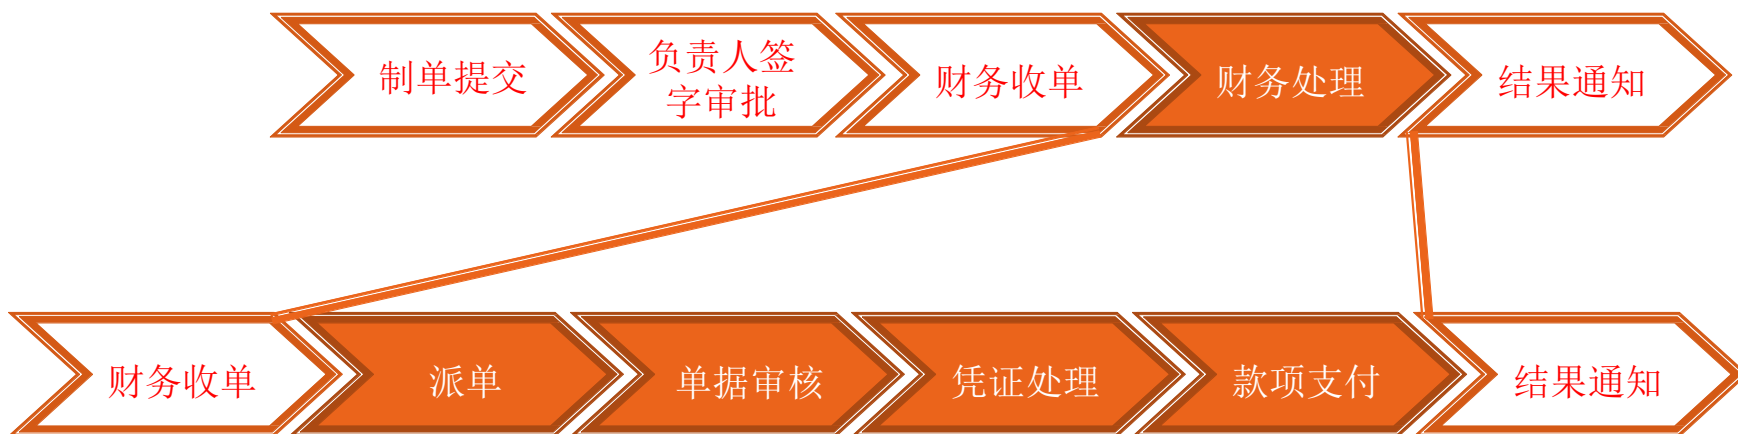 制单提交
负责人签
字审批
财务收单
财务处理
结果通知
财务收单
派单
单据审核
凭证处理
款项支付
结果通知